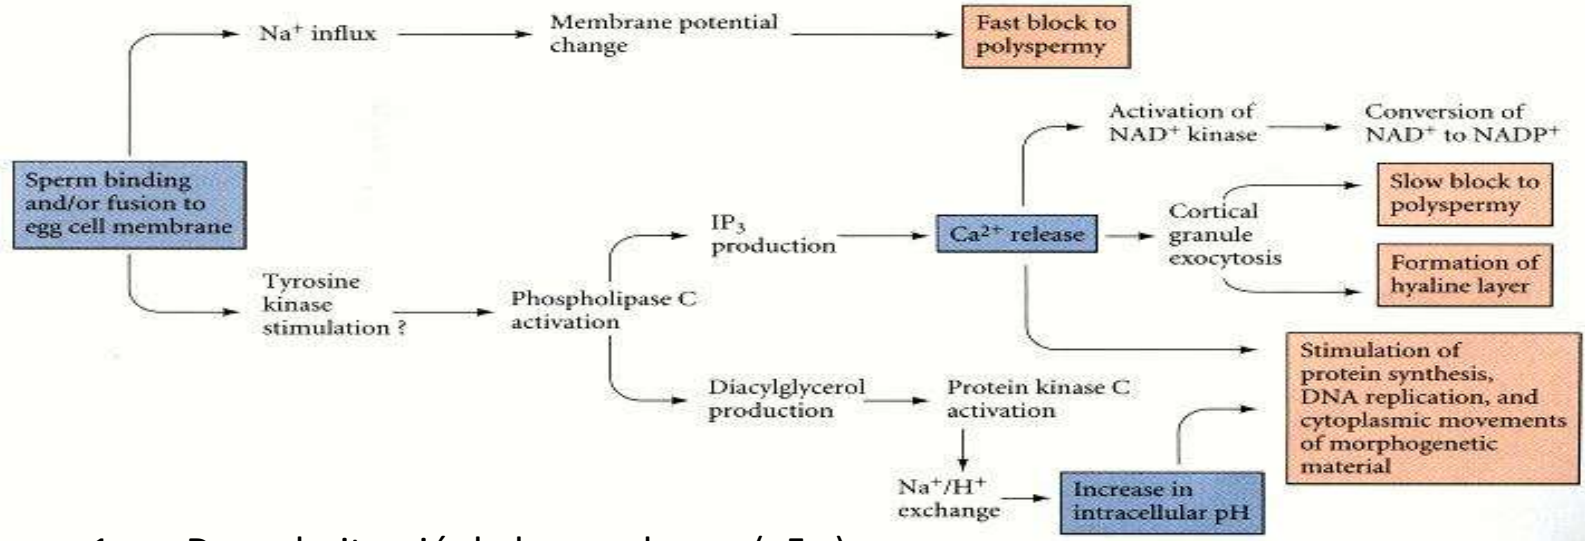 Na⁺ influx
Membrane potential
change
Fast block to
polyspermy
Activation of
NAD⁺ kinase
Conversion of
NAD⁺ to NADP⁺
Sperm binding
and/or fusion to
egg cell membrane
Slow block to
polyspermy
IP₃
production
Ca²⁺ release
Cortical
granule
exocytosis
Formation of
hyaline layer
Tyrosine
kinase
stimulation ?
Phospholipase C
activation
Stimulation of
protein synthesis,
DNA replication, and
cytoplasmic movements
of morphogenetic
material
Diacylglycerol
production
Protein kinase C
activation
Na⁺/H⁺
exchange
Increase in
intracellular pH